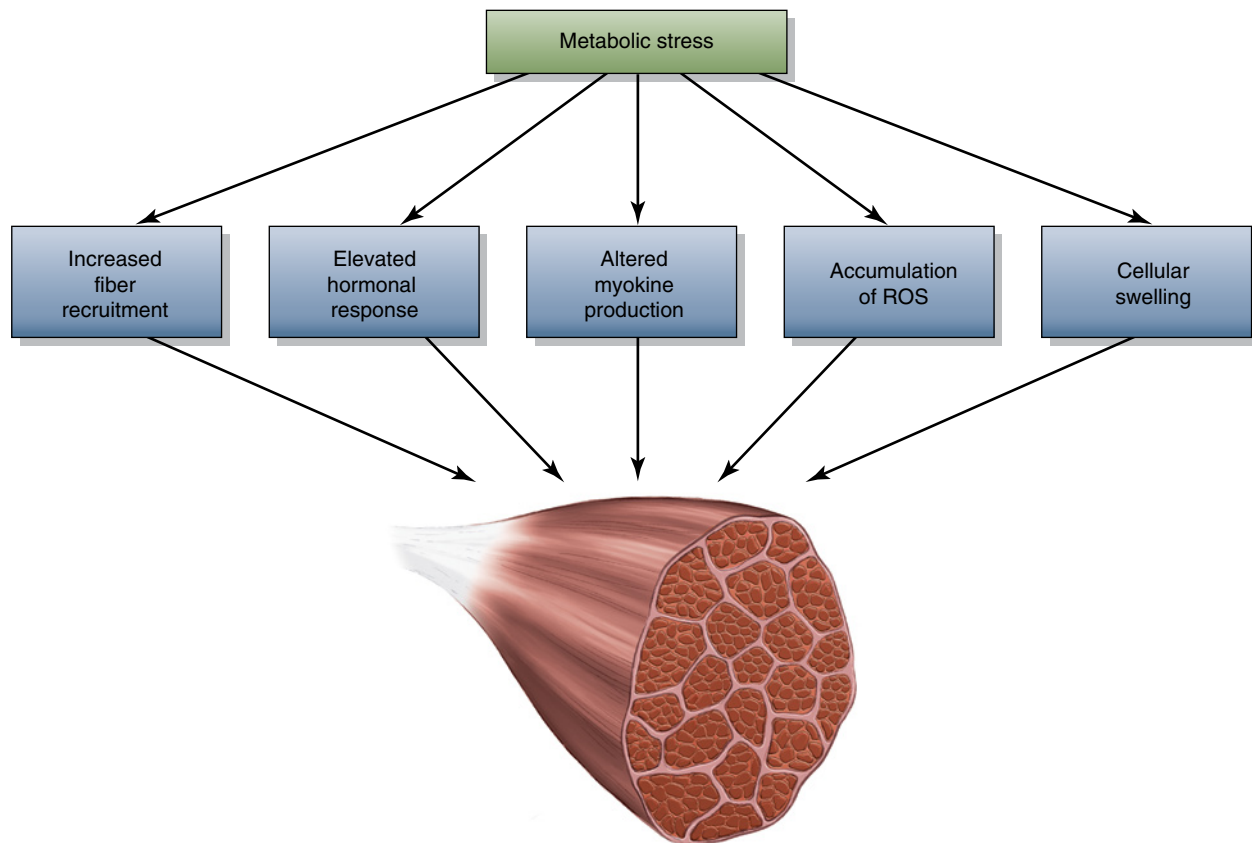 Metabolic stress
Increased
fiber
recruitment
Elevated
hormonal
response
Altered
myokine
production
Accumulation
of ROS
Cellular
swelling